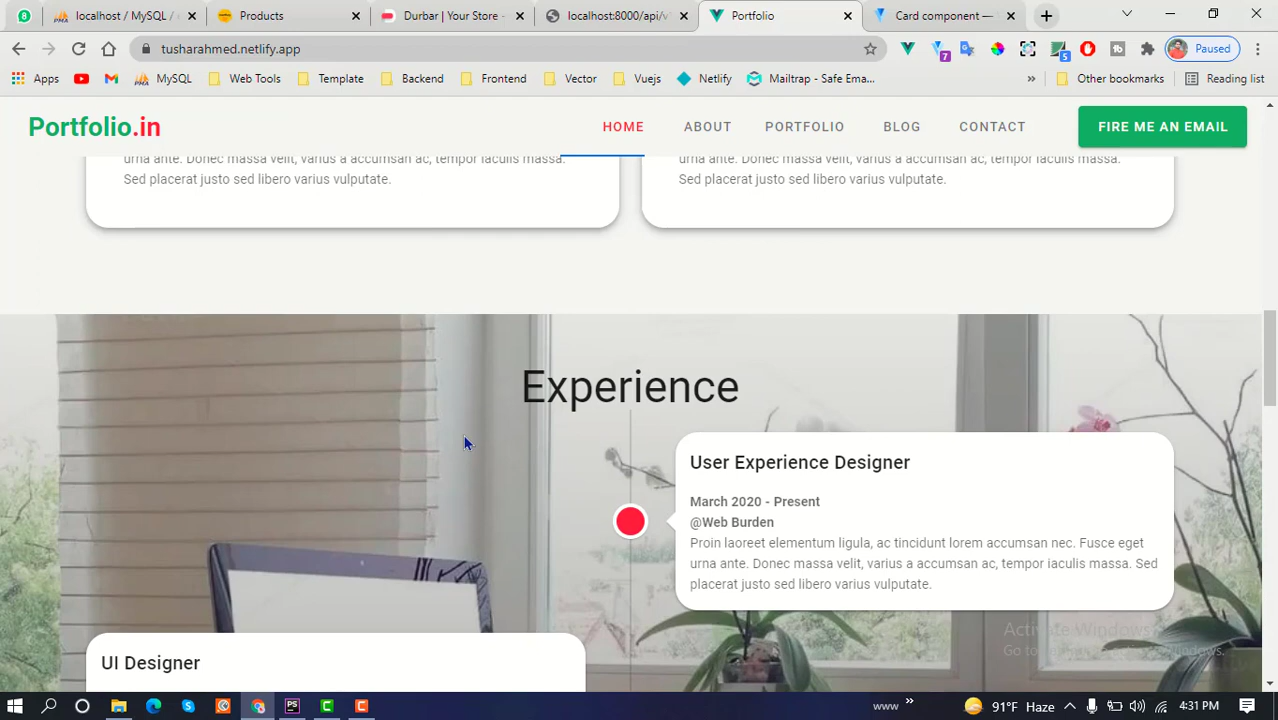 localhost / MySQL /
Products
Durbar | Your Store -
localhost:8000/api/v
Portfolio
Card component —
tusharahmed.netlify.app
7
5
Paused
Apps
MySQL
Web Tools
Template
Backend
Frontend
Vector
Vuejs
Netlify
Mailtrap - Safe Ema...
»
Other bookmarks
Reading list
Portfolio.in
HOME
ABOUT
PORTFOLIO
BLOG
CONTACT
FIRE ME AN EMAIL
urna ante. Donec massa velit, varius a accumsan ac, tempor iaculis massa.
Sed placerat justo sed libero varius vulputate.
urna ante. Donec massa velit, varius a accumsan ac, tempor iaculis massa.
Sed placerat justo sed libero varius vulputate.
Experience
User Experience Designer
March 2020 - Present
@Web Burden
Proin laoreet elementum ligula, ac tincidunt lorem accumsan nec. Fusce eget
urna ante. Donec massa velit, varius a accumsan ac, tempor iaculis massa. Sed
placerat justo sed libero varius vulputate.
UI Designer
Activate Windows
Go to
www
»
91°F Haze
4:31 PM